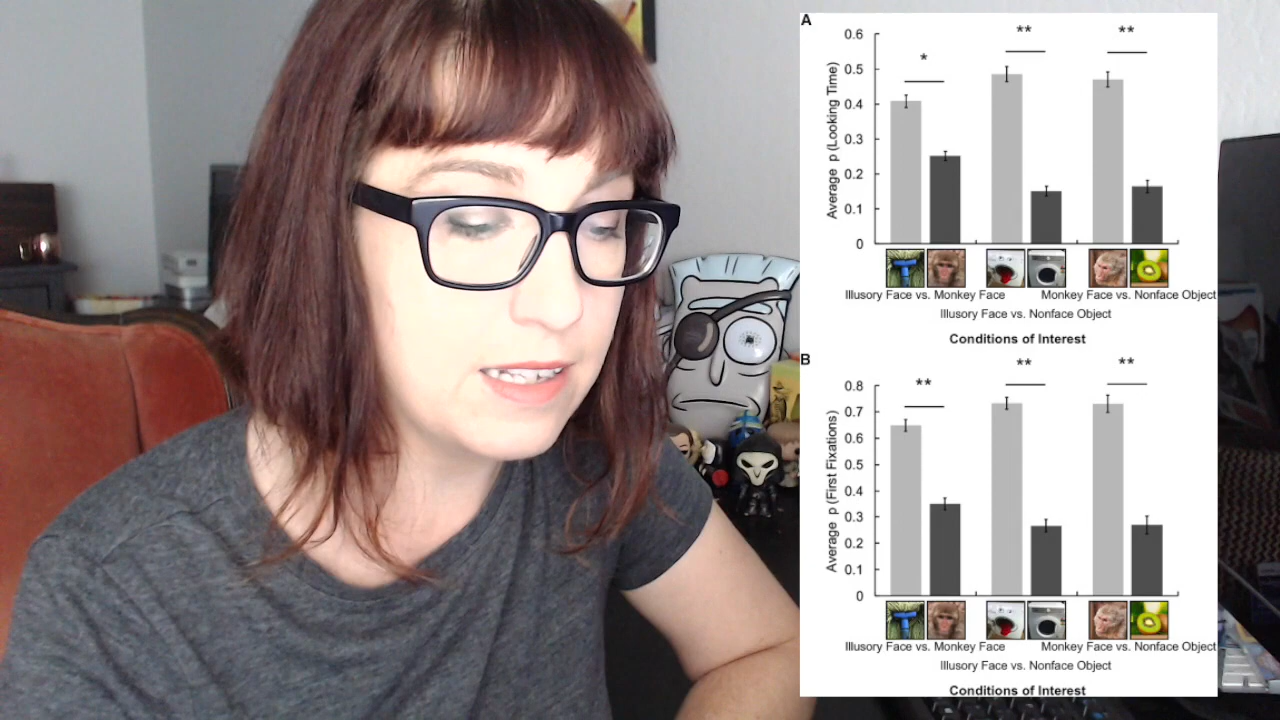 A
0.6
0.5
0.4
0.3
0.2
0.1
0
Average p (Looking Time)
*
**
**
Illusory Face vs. Monkey Face
Monkey Face vs. Nonface Object
Illusory Face vs. Nonface Object
Conditions of Interest
B
0.8
0.7
0.6
0.5
0.4
0.3
0.2
0.1
0
Average p (First Fixations)
**
**
**
Illusory Face vs. Monkey Face
Monkey Face vs. Nonface Object
Illusory Face vs. Nonface Object
Conditions of Interest